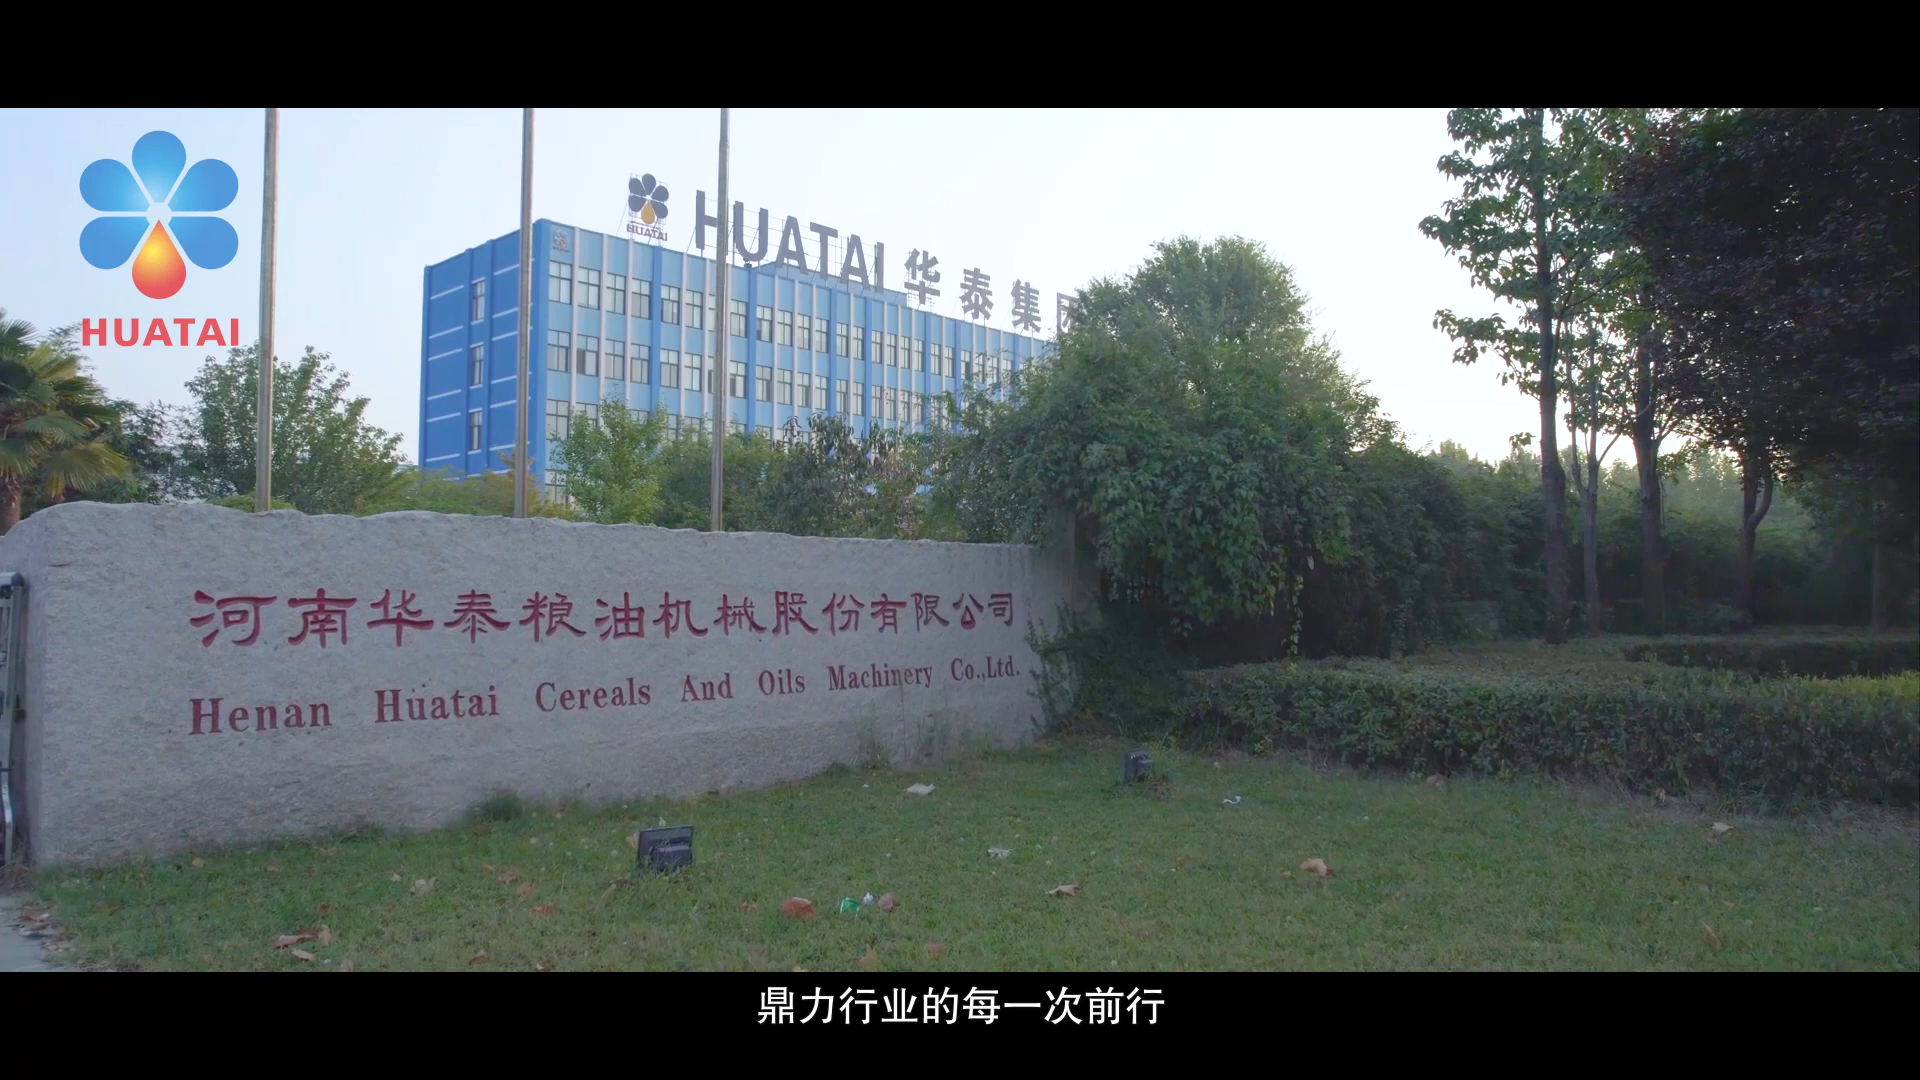 HUATAI
HUATAI
HUATAI 华泰集团
河南华泰粮油机械股份有限公司
Henan Huatai Cereals And Oils Machinery Co.,Ltd.
鼎力行业的每一次前行